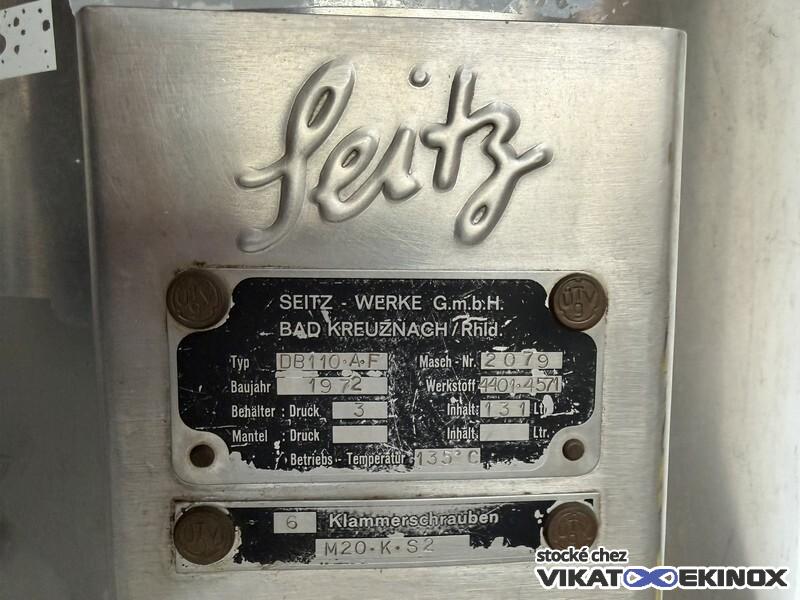 Seitz
SEITZ - WERKE G.m.b.H.
BAD KREUZNACH/Rhld.
Typ DB110·A·F Masch-Nr. 2079
Baujahr 1972 Werkstoff 4401·4571
Behälter : Druck 3 Inhalt: 131 Ltr.
Mantel : Druck Inhalt: / Ltr.
Betriebs - Temperatur 135°C
6 Klammerschrauben
M20·K·S2
stocké chez
VIKAT EKINOX